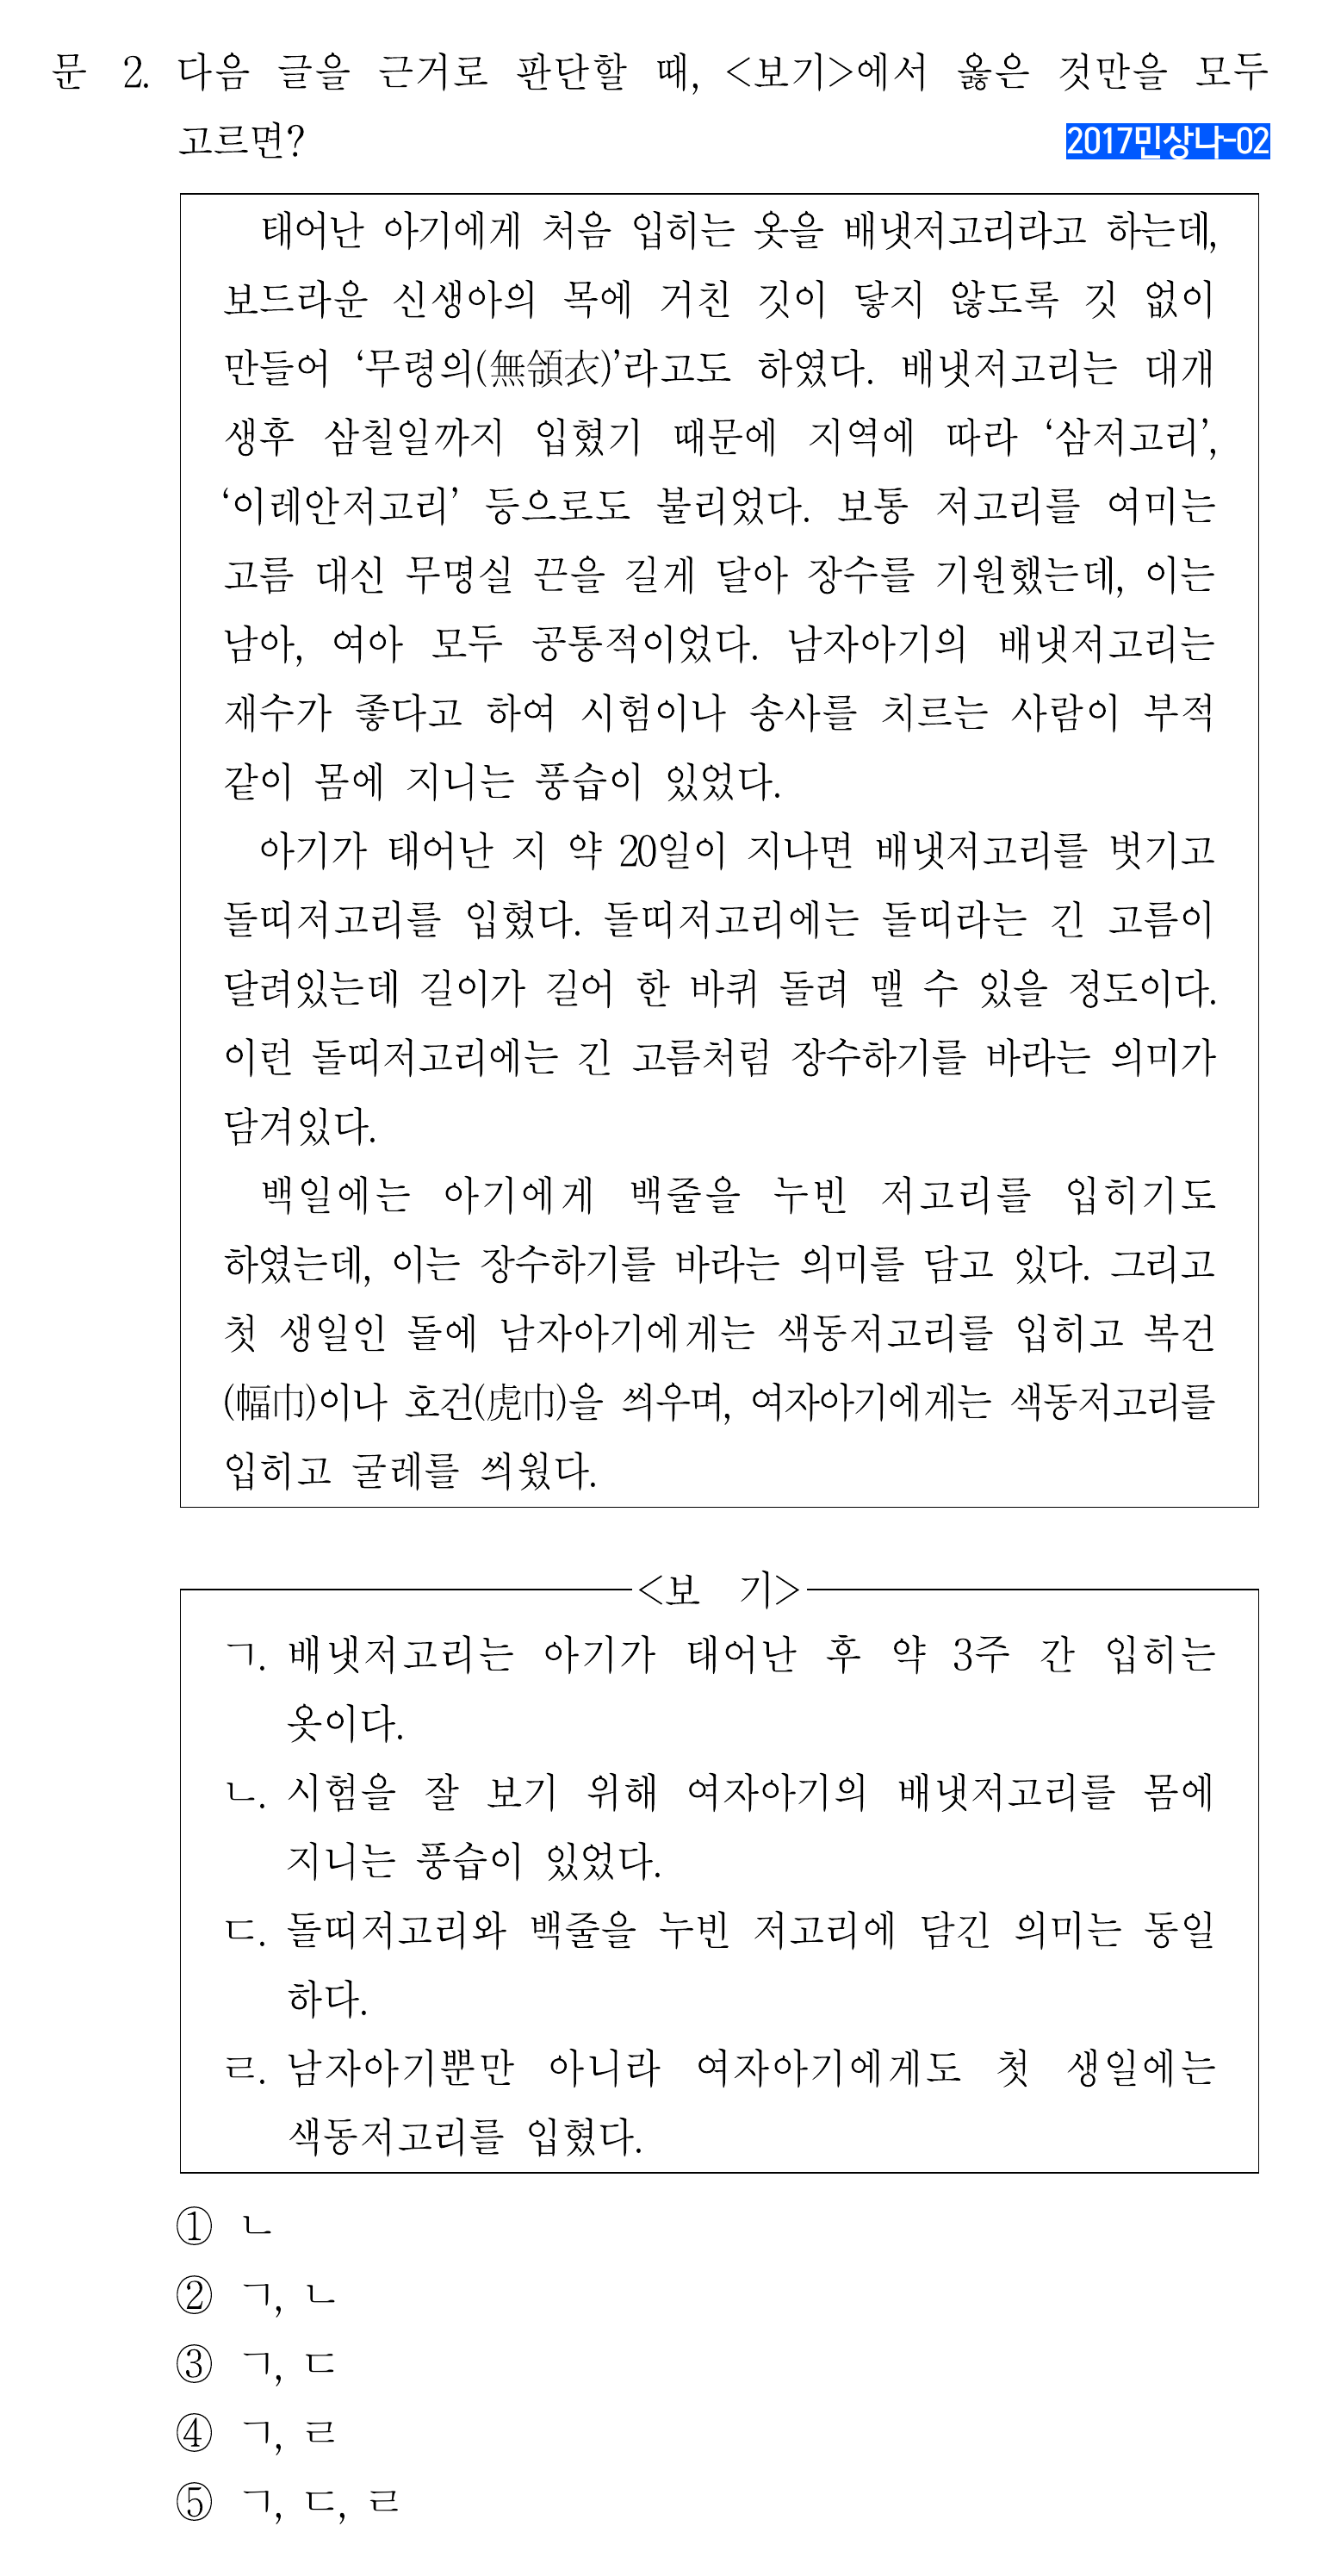 문 2. 다음 글을 근거로 판단할 때, <보기>에서 옳은 것만을 모두
고르면?
2017민상나-02
태어난 아기에게 처음 입히는 옷을 배냇저고리라고 하는데,
보드라운 신생아의 목에 거친 깃이 닿지 않도록 깃 없이
만들어 ‘무령의(無領衣)’라고도 하였다. 배냇저고리는 대개
생후 삼칠일까지 입혔기 때문에 지역에 따라 ‘삼저고리’,
‘이레안저고리’ 등으로도 불리었다. 보통 저고리를 여미는
고름 대신 무명실 끈을 길게 달아 장수를 기원했는데, 이는
남아, 여아 모두 공통적이었다. 남자아기의 배냇저고리는
재수가 좋다고 하여 시험이나 송사를 치르는 사람이 부적
같이 몸에 지니는 풍습이 있었다.
아기가 태어난 지 약 20일이 지나면 배냇저고리를 벗기고
돌띠저고리를 입혔다. 돌띠저고리에는 돌띠라는 긴 고름이
달려있는데 길이가 길어 한 바퀴 돌려 맬 수 있을 정도이다.
이런 돌띠저고리에는 긴 고름처럼 장수하기를 바라는 의미가
담겨있다.
백일에는 아기에게 백줄을 누빈 저고리를 입히기도
하였는데, 이는 장수하기를 바라는 의미를 담고 있다. 그리고
첫 생일인 돌에 남자아기에게는 색동저고리를 입히고 복건
(幅巾)이나 호건(虎巾)을 씌우며, 여자아기에게는 색동저고리를
입히고 굴레를 씌웠다.
<보 기>
ㄱ. 배냇저고리는 아기가 태어난 후 약 3주 간 입히는
옷이다.
ㄴ. 시험을 잘 보기 위해 여자아기의 배냇저고리를 몸에
지니는 풍습이 있었다.
ㄷ. 돌띠저고리와 백줄을 누빈 저고리에 담긴 의미는 동일
하다.
ㄹ. 남자아기뿐만 아니라 여자아기에게도 첫 생일에는
색동저고리를 입혔다.
① ㄴ
② ㄱ, ㄴ
③ ㄱ, ㄷ
④ ㄱ, ㄹ
⑤ ㄱ, ㄷ, ㄹ